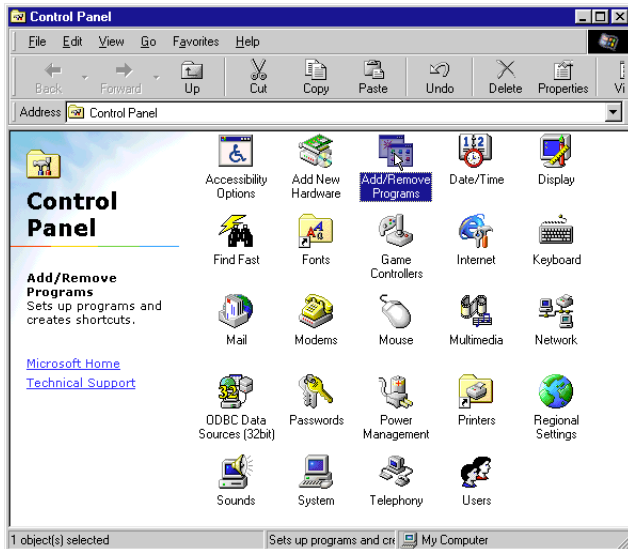 Control Panel
File Edit View Go Favorites Help
Back Forward Up Cut Copy Paste Undo Delete Properties Vi
Address Control Panel
Control
Panel
Add/Remove
Programs
Sets up programs and
creates shortcuts.
Microsoft Home
Technical Support
Accessibility
Options
Add New
Hardware
Add/Remove
Programs
Date/Time
Display
Find Fast
Fonts
Game
Controllers
Internet
Keyboard
Mail
Modems
Mouse
Multimedia
Network
ODBC Data
Sources (32bit)
Passwords
Power
Management
Printers
Regional
Settings
Sounds
System
Telephony
Users
1 object(s) selected
Sets up programs and cre
My Computer